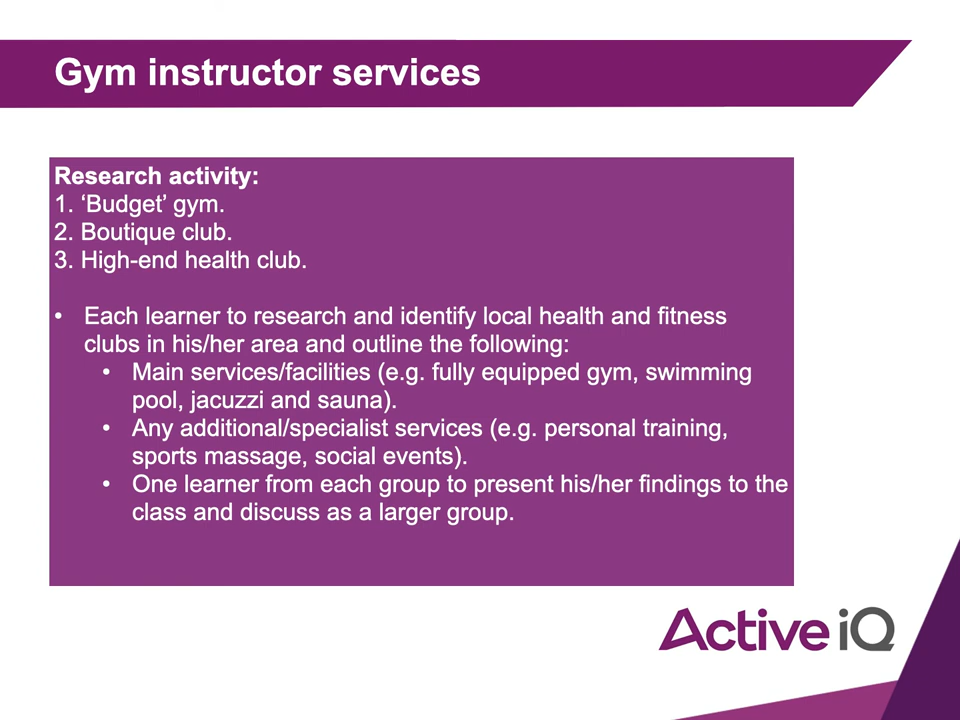 Gym instructor services
Research activity:
1. ‘Budget’ gym.
2. Boutique club.
3. High-end health club.
• Each learner to research and identify local health and fitness
clubs in his/her area and outline the following:
• Main services/facilities (e.g. fully equipped gym, swimming
pool, jacuzzi and sauna).
• Any additional/specialist services (e.g. personal training,
sports massage, social events).
• One learner from each group to present his/her findings to the
class and discuss as a larger group.
Active iQ